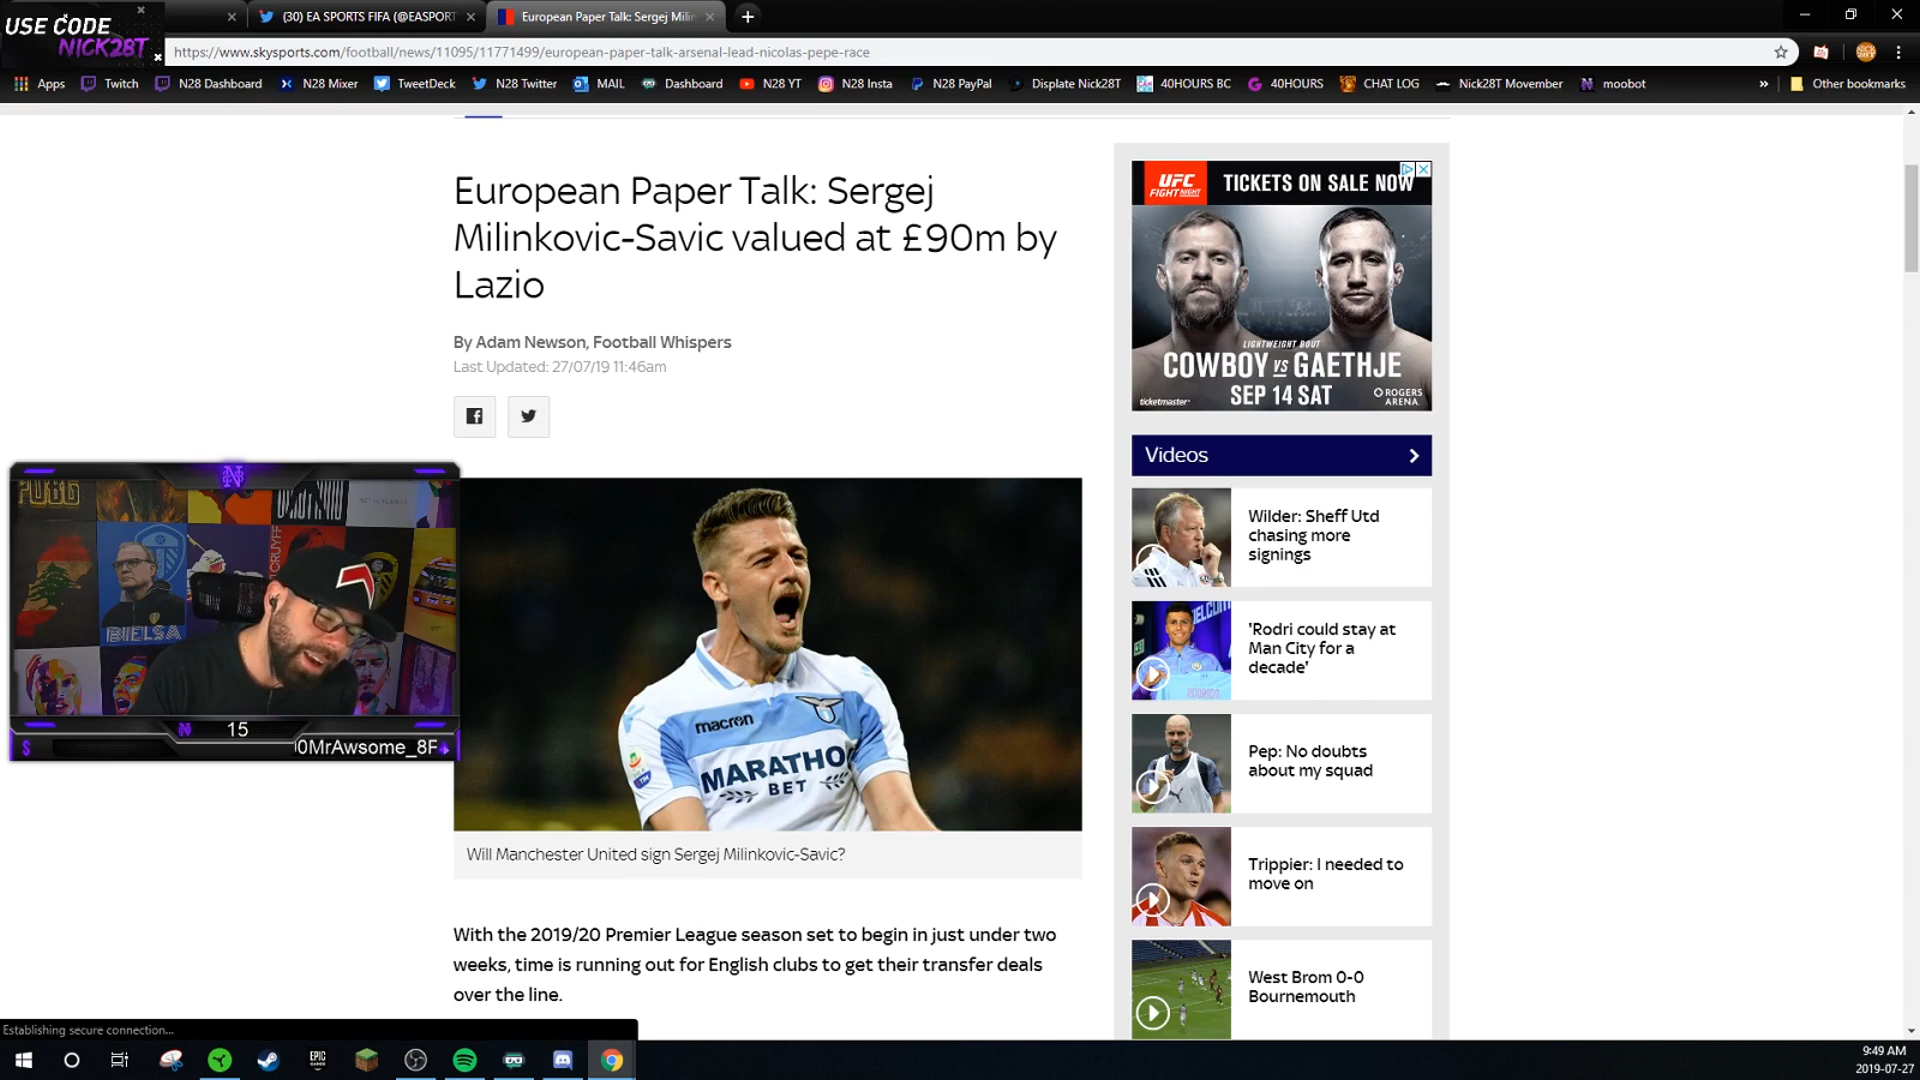 USE CODE
NICK28T
(30) EA SPORTS FIFA (@EASPORT
European Paper Talk: Sergej Milin
https://www.skysports.com/football/news/11095/11771499/european-paper-talk-arsenal-lead-nicolas-pepe-race
Apps Twitch N28 Dashboard N28 Mixer TweetDeck N28 Twitter MAIL Dashboard N28 YT N28 Insta N28 PayPal Displate Nick28T 40HOURS BC 40HOURS CHAT LOG Nick28T Movember moobot » Other bookmarks
European Paper Talk: Sergej
Milinkovic-Savic valued at £90m by
Lazio
By Adam Newson, Football Whispers
Last Updated: 27/07/19 11:46am
UFC
FIGHT NIGHT
TICKETS ON SALE NOW
LIGHTWEIGHT BOUT
COWBOY VS GAETHJE
SEP 14 SAT
ticketmaster
ROGERS
ARENA
Videos
Wilder: Sheff Utd
chasing more
signings
'Rodri could stay at
Man City for a
decade'
Pep: No doubts
about my squad
Trippier: I needed to
move on
West Brom 0-0
Bournemouth
PUBG
CRUYFF
BIELSA
15
$
0MrAwsome_8F
macron
MARATHO
BET
Will Manchester United sign Sergej Milinkovic-Savic?
With the 2019/20 Premier League season set to begin in just under two
weeks, time is running out for English clubs to get their transfer deals
over the line.
Establishing secure connection...
EPIC
9:49 AM
2019-07-27